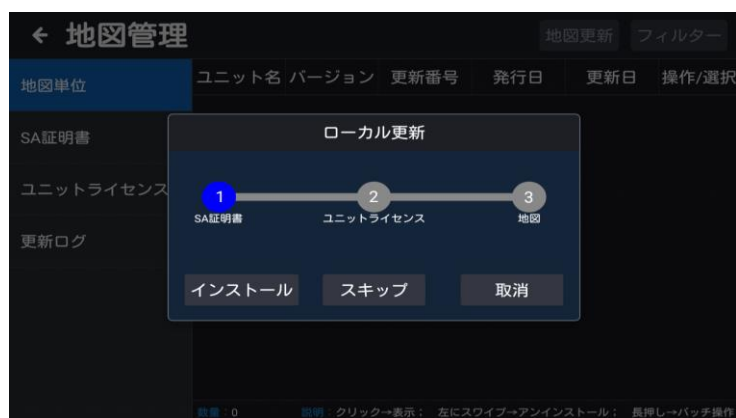 ← 地図管理
地図更新 フィルター
地図単位
ユニット名 バージョン 更新番号 発行日 更新日 操作/選択
SA証明書
ローカル更新
ユニットライセンス
1 2 3
SA証明書 ユニットライセンス 地図
更新ログ
インストール スキップ 取消
数量：0 説明：クリック→表示； 左にスワイプ→アンインストール； 長押し→バッチ操作